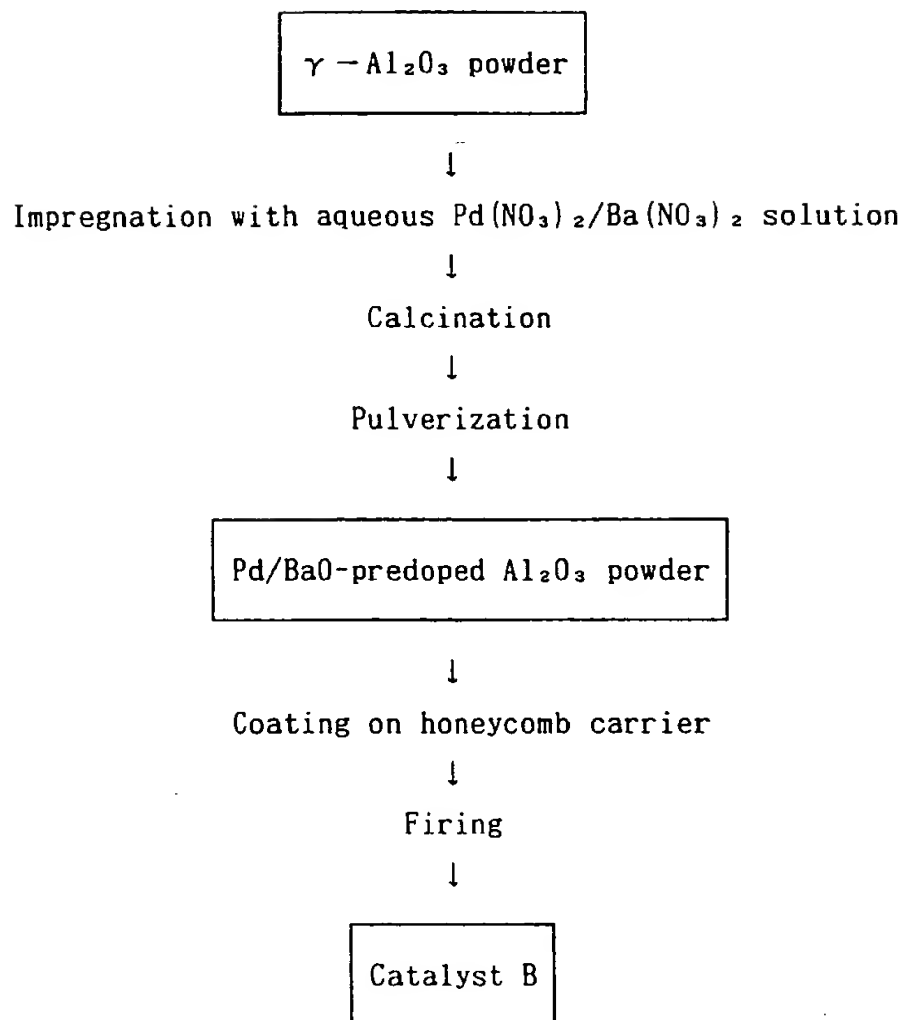 γ－Al₂O₃ powder
↓
Impregnation with aqueous Pd(NO₃)₂/Ba(NO₃)₂ solution
↓
Calcination
↓
Pulverization
↓
Pd/BaO-predoped Al₂O₃ powder
↓
Coating on honeycomb carrier
↓
Firing
↓
Catalyst B